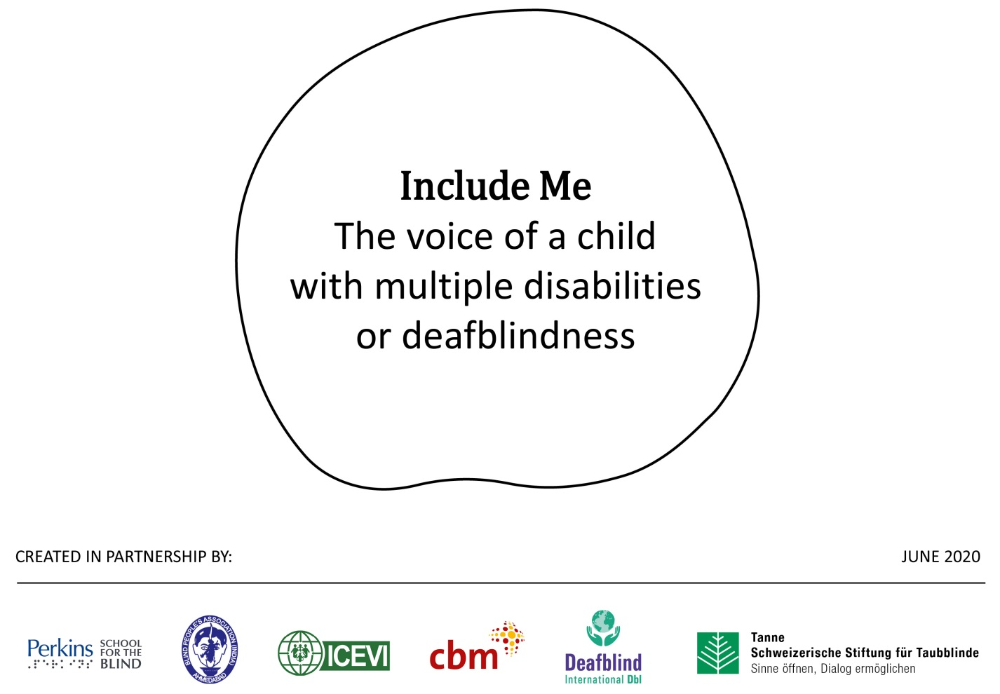 Include Me
The voice of a child
with multiple disabilities
or deafblindness
CREATED IN PARTNERSHIP BY:
JUNE 2020
Perkins
SCHOOL
FOR THE
BLIND
BLIND PEOPLE'S ASSOCIATION (INDIA)
AHMEDABAD
ICEVI
cbm
Deafblind
International DbI
Tanne
Schweizerische Stiftung für Taubblinde
Sinne öffnen, Dialog ermöglichen